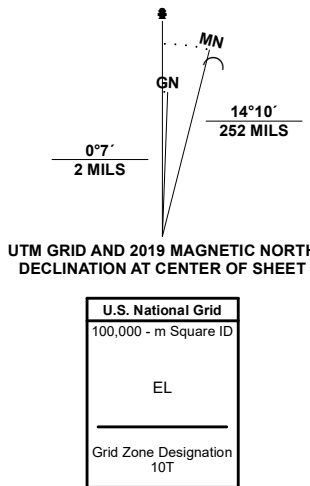 MN
GN
14°10´
252 MILS
0°7´
2 MILS
UTM GRID AND 2019 MAGNETIC NORTH
DECLINATION AT CENTER OF SHEET
U.S. National Grid
100,000 - m Square ID
EL
Grid Zone Designation
10T